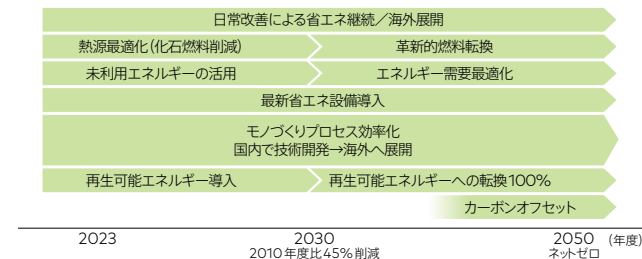 日常改善による省エネ継続／海外展開
熱源最適化（化石燃料削減）
革新的燃料転換
未利用エネルギーの活用
エネルギー需要最適化
最新省エネ設備導入
モノづくりプロセス効率化
国内で技術開発→海外へ展開
再生可能エネルギー導入
再生可能エネルギーへの転換100%
カーボンオフセット
2023
2030
2050
（年度）
2010年度比45%削減
ネットゼロ